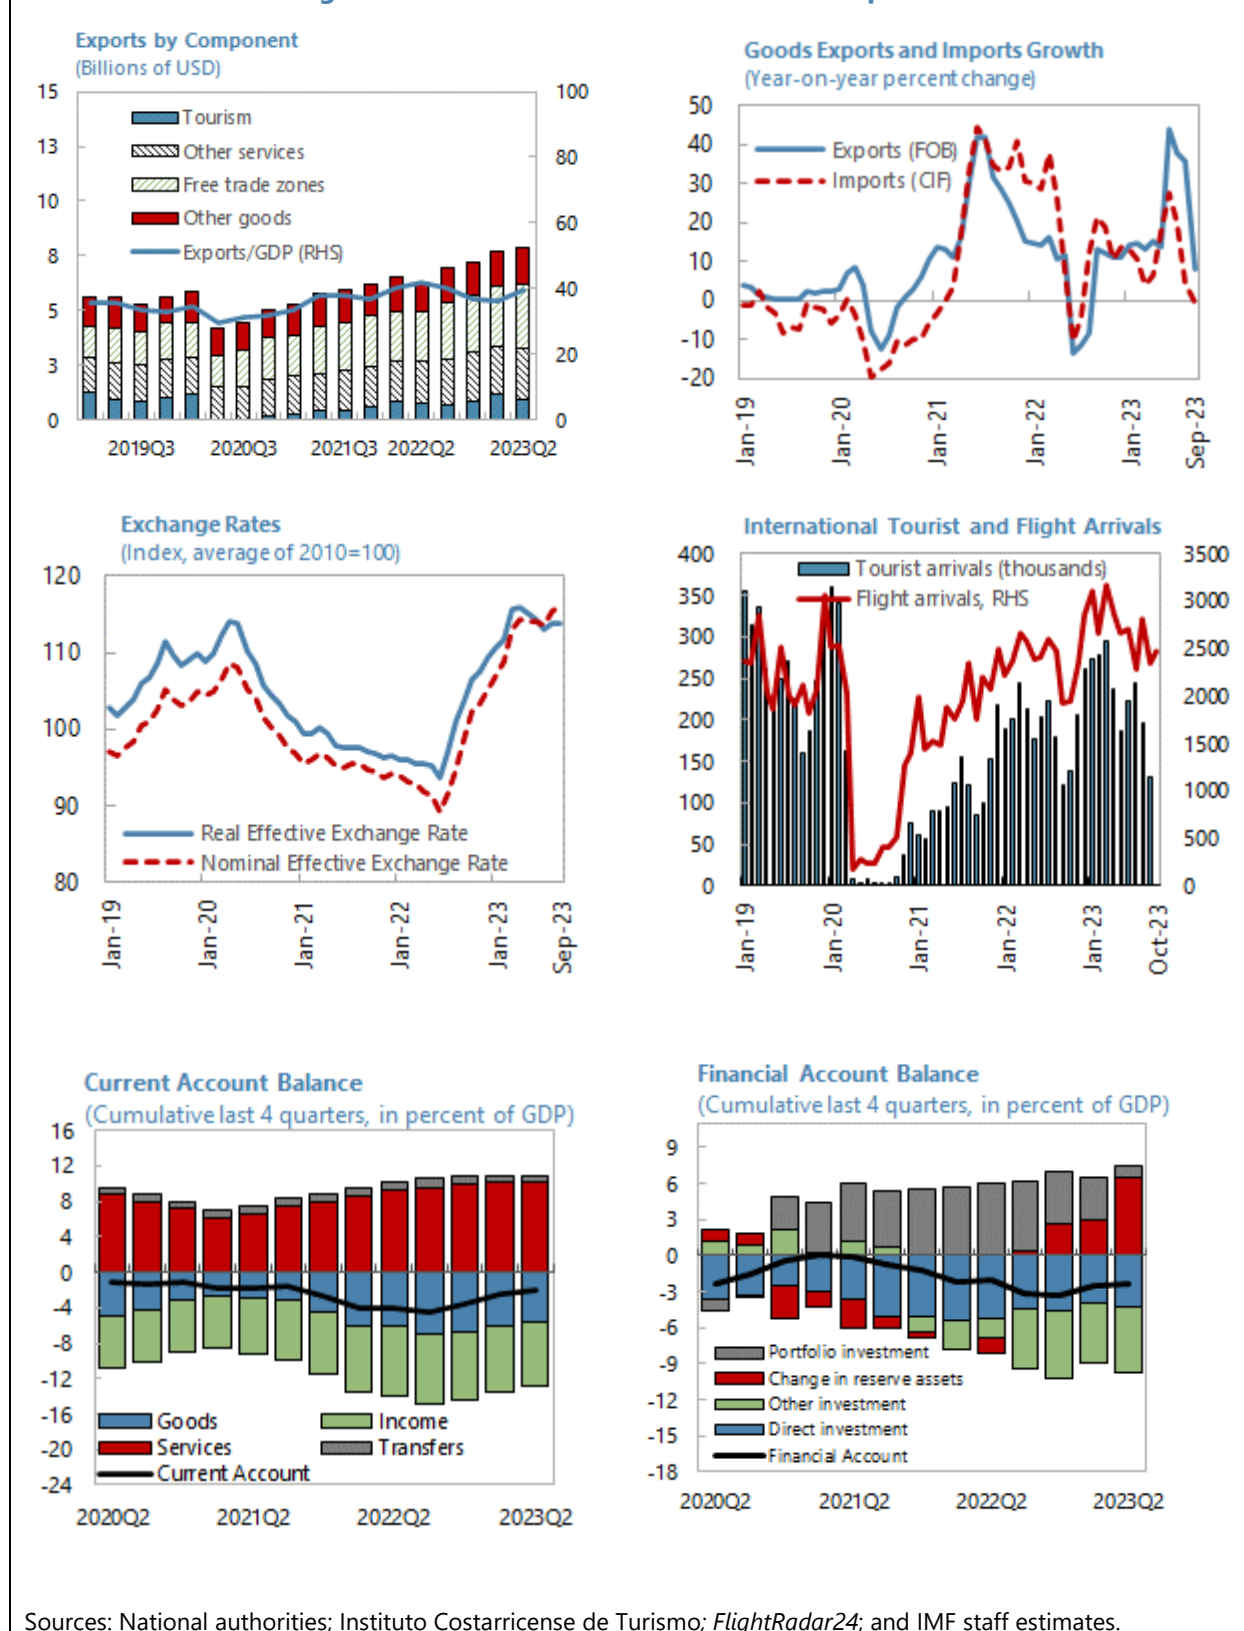 Exports by Component
(Billions of USD)
15
13
10
8
5
3
0
100
80
60
40
20
0
Tourism
Other services
Free trade zones
Other goods
Exports/GDP (RHS)
2019Q3 2020Q3 2021Q3 2022Q2 2023Q2
Goods Exports and Imports Growth
(Year-on-year percent change)
50
40
30
20
10
0
-10
-20
Exports (FOB)
Imports (CIF)
Jan-19
Jan-20
Jan-21
Jan-22
Jan-23
Sep-23
Exchange Rates
(Index, average of 2010=100)
120
110
100
90
80
Real Effective Exchange Rate
Nominal Effective Exchange Rate
Jan-19
Jan-20
Jan-21
Jan-22
Jan-23
Sep-23
International Tourist and Flight Arrivals
400
350
300
250
200
150
100
50
0
3500
3000
2500
2000
1500
1000
500
0
Tourist arrivals (thousands)
Flight arrivals, RHS
Jan-19
Jan-20
Jan-21
Jan-22
Jan-23
Oct-23
Current Account Balance
(Cumulative last 4 quarters, in percent of GDP)
16
12
8
4
0
-4
-8
-12
-16
-20
-24
Goods
Income
Services
Transfers
Current Account
2020Q2 2021Q2 2022Q2 2023Q2
Financial Account Balance
(Cumulative last 4 quarters, in percent of GDP)
9
6
3
0
-3
-6
-9
-12
-15
-18
Portfolio investment
Change in reserve assets
Other investment
Direct investment
Financial Account
2020Q2 2021Q2 2022Q2 2023Q2
Sources: National authorities; Instituto Costarricense de Turismo; FlightRadar24; and IMF staff estimates.